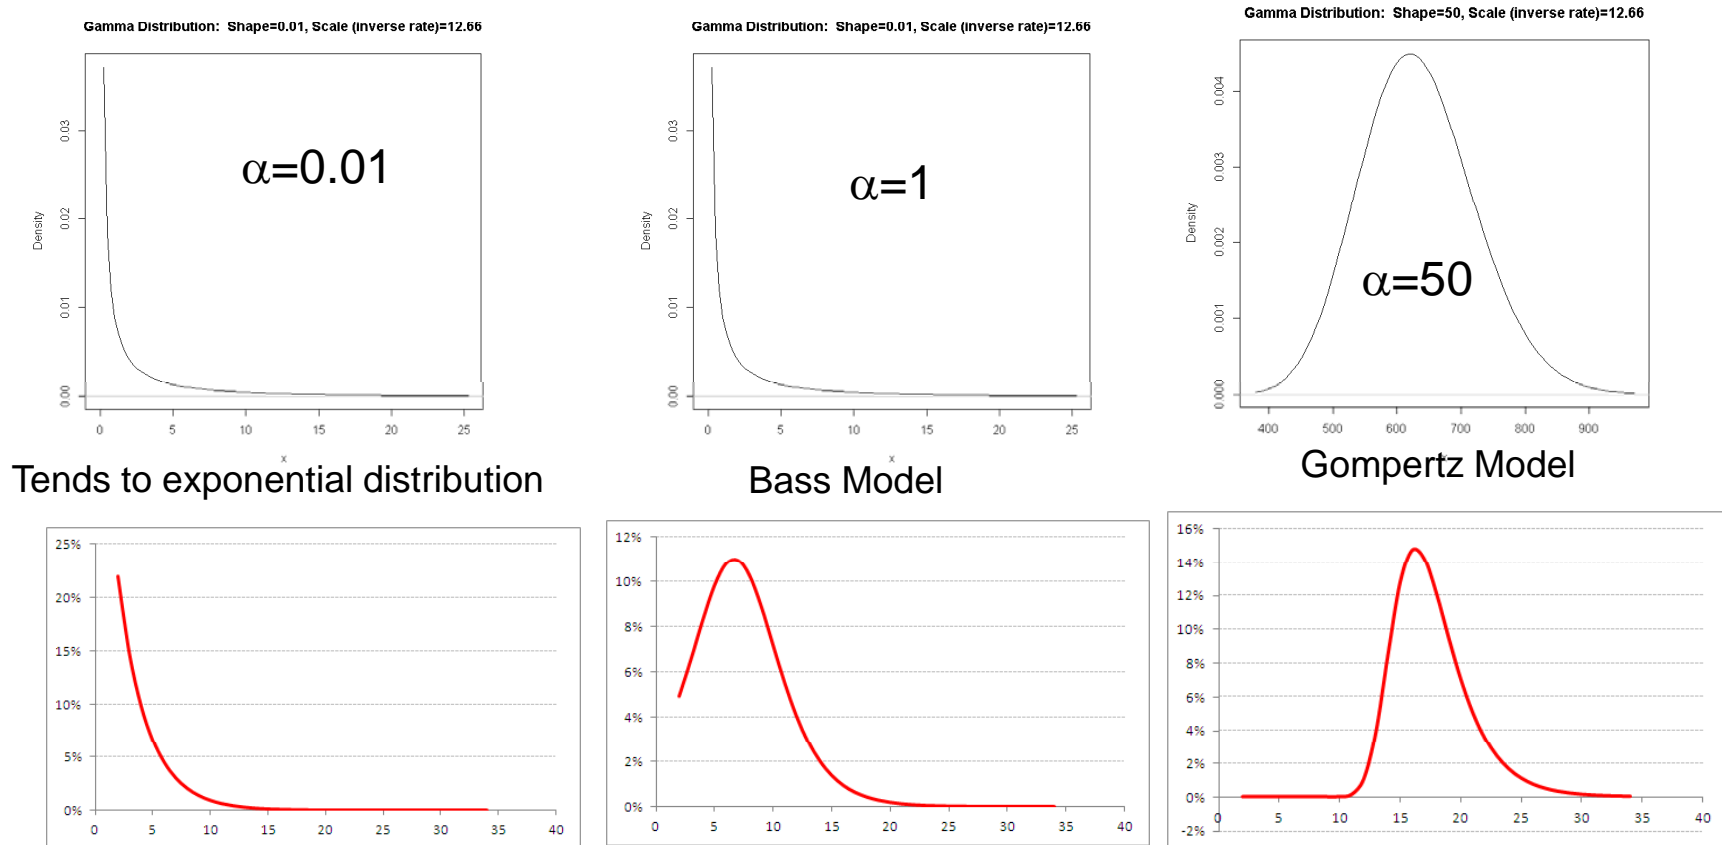 Gamma Distribution:  Shape=0.01, Scale (inverse rate)=12.66
Density
0.00
0.01
0.02
0.03
α=0.01
0 5 10 15 20 25
x
Tends to exponential distribution
Gamma Distribution:  Shape=0.01, Scale (inverse rate)=12.66
Density
0.00
0.01
0.02
0.03
α=1
0 5 10 15 20 25
x
Bass Model
Gamma Distribution:  Shape=50, Scale (inverse rate)=12.66
Density
0.000
0.001
0.002
0.003
0.004
α=50
400 500 600 700 800 900
Gompertz Model
25%
20%
15%
10%
5%
0%
0 5 10 15 20 25 30 35 40
12%
10%
8%
6%
4%
2%
0%
0 5 10 15 20 25 30 35 40
16%
14%
12%
10%
8%
6%
4%
2%
0%
-2%
0 5 10 15 20 25 30 35 40